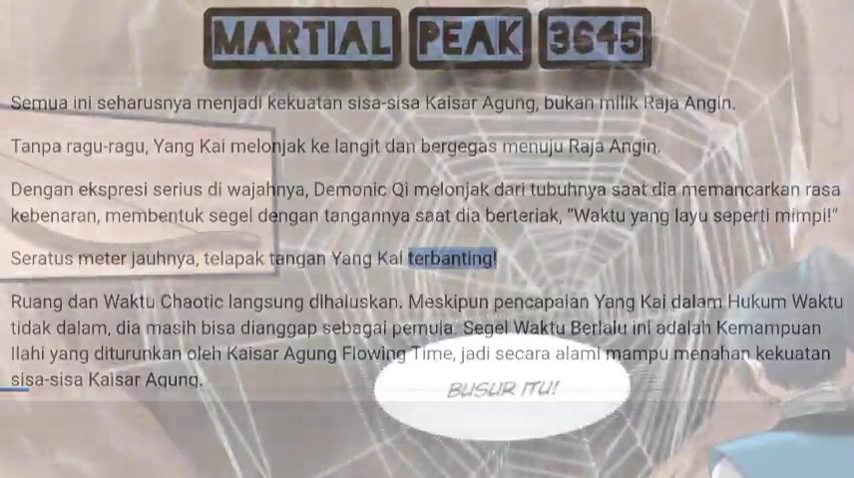 MARTIAL PEAK 3645
Semua ini seharusnya menjadi kekuatan sisa-sisa Kaisar Agung, bukan milik Raja Angin.
Tanpa ragu-ragu, Yang Kai melonjak ke langit dan bergegas menuju Raja Angin.
Dengan ekspresi serius di wajahnya, Demonic Qi melonjak dari tubuhnya saat dia memancarkan rasa
kebenaran, membentuk segel dengan tangannya saat dia berteriak, “Waktu yang layu seperti mimpi!”
Seratus meter jauhnya, telapak tangan Yang Kai terbanting!
Ruang dan Waktu Chaotic langsung dihaluskan. Meskipun pencapaian Yang Kai dalam Hukum Waktu
tidak dalam, dia masih bisa dianggap sebagai pemula. Segel Waktu Berlalu ini adalah Kemampuan
Ilahi yang diturunkan oleh Kaisar Agung Flowing Time, jadi secara alami mampu menahan kekuatan
sisa-sisa Kaisar Agung.
BUSUR ITU!